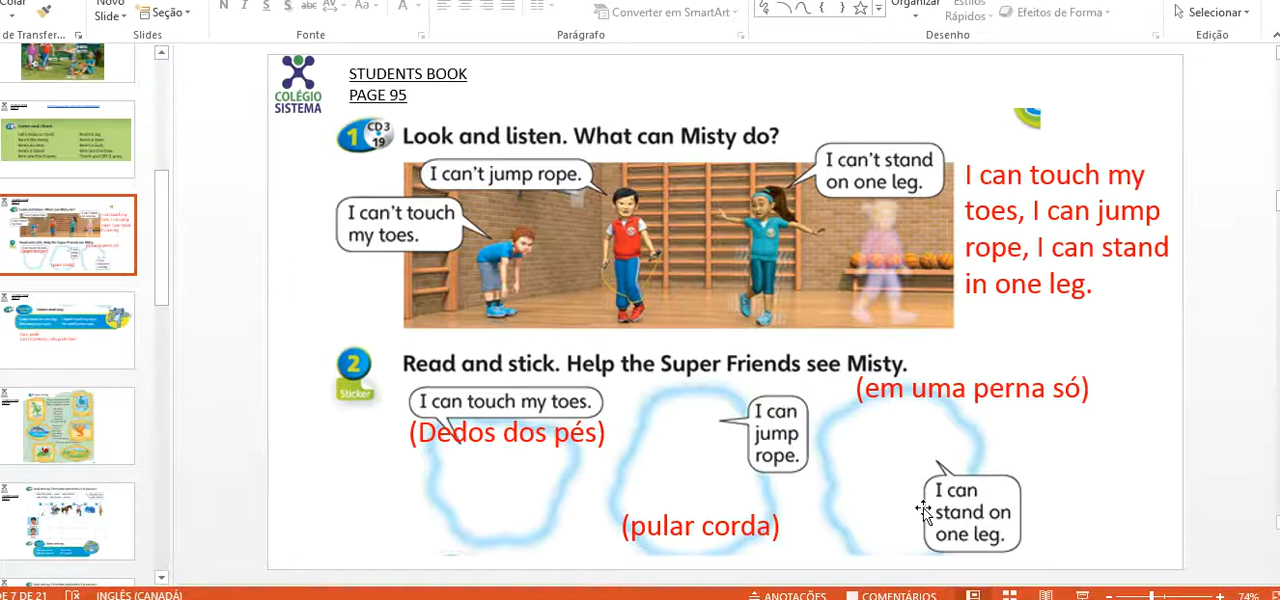 Colar
Novo
Slide
Seção
N I S S abc AV Aa A
Converter em SmartArt
Organizar
Estilos
Rápidos
Efeitos de Forma
Selecionar
de Transfer...
Slides
Fonte
Parágrafo
Desenho
Edição
COLÉGIO
SISTEMA
STUDENTS BOOK
PAGE 95
1 CD3
19
Look and listen. What can Misty do?
I can't jump rope.
I can't stand
on one leg.
I can't touch
my toes.
I can touch my
toes, I can jump
rope, I can stand
in one leg.
2
Sticker
Read and stick. Help the Super Friends see Misty.
(em uma perna só)
I can touch my toes.
(Dedos dos pés)
I can
jump
rope.
(pular corda)
I can
stand on
one leg.
DE 7 DE 21
INGLÊS (CANADÁ)
ANOTAÇÕES
COMENTÁRIOS
74%